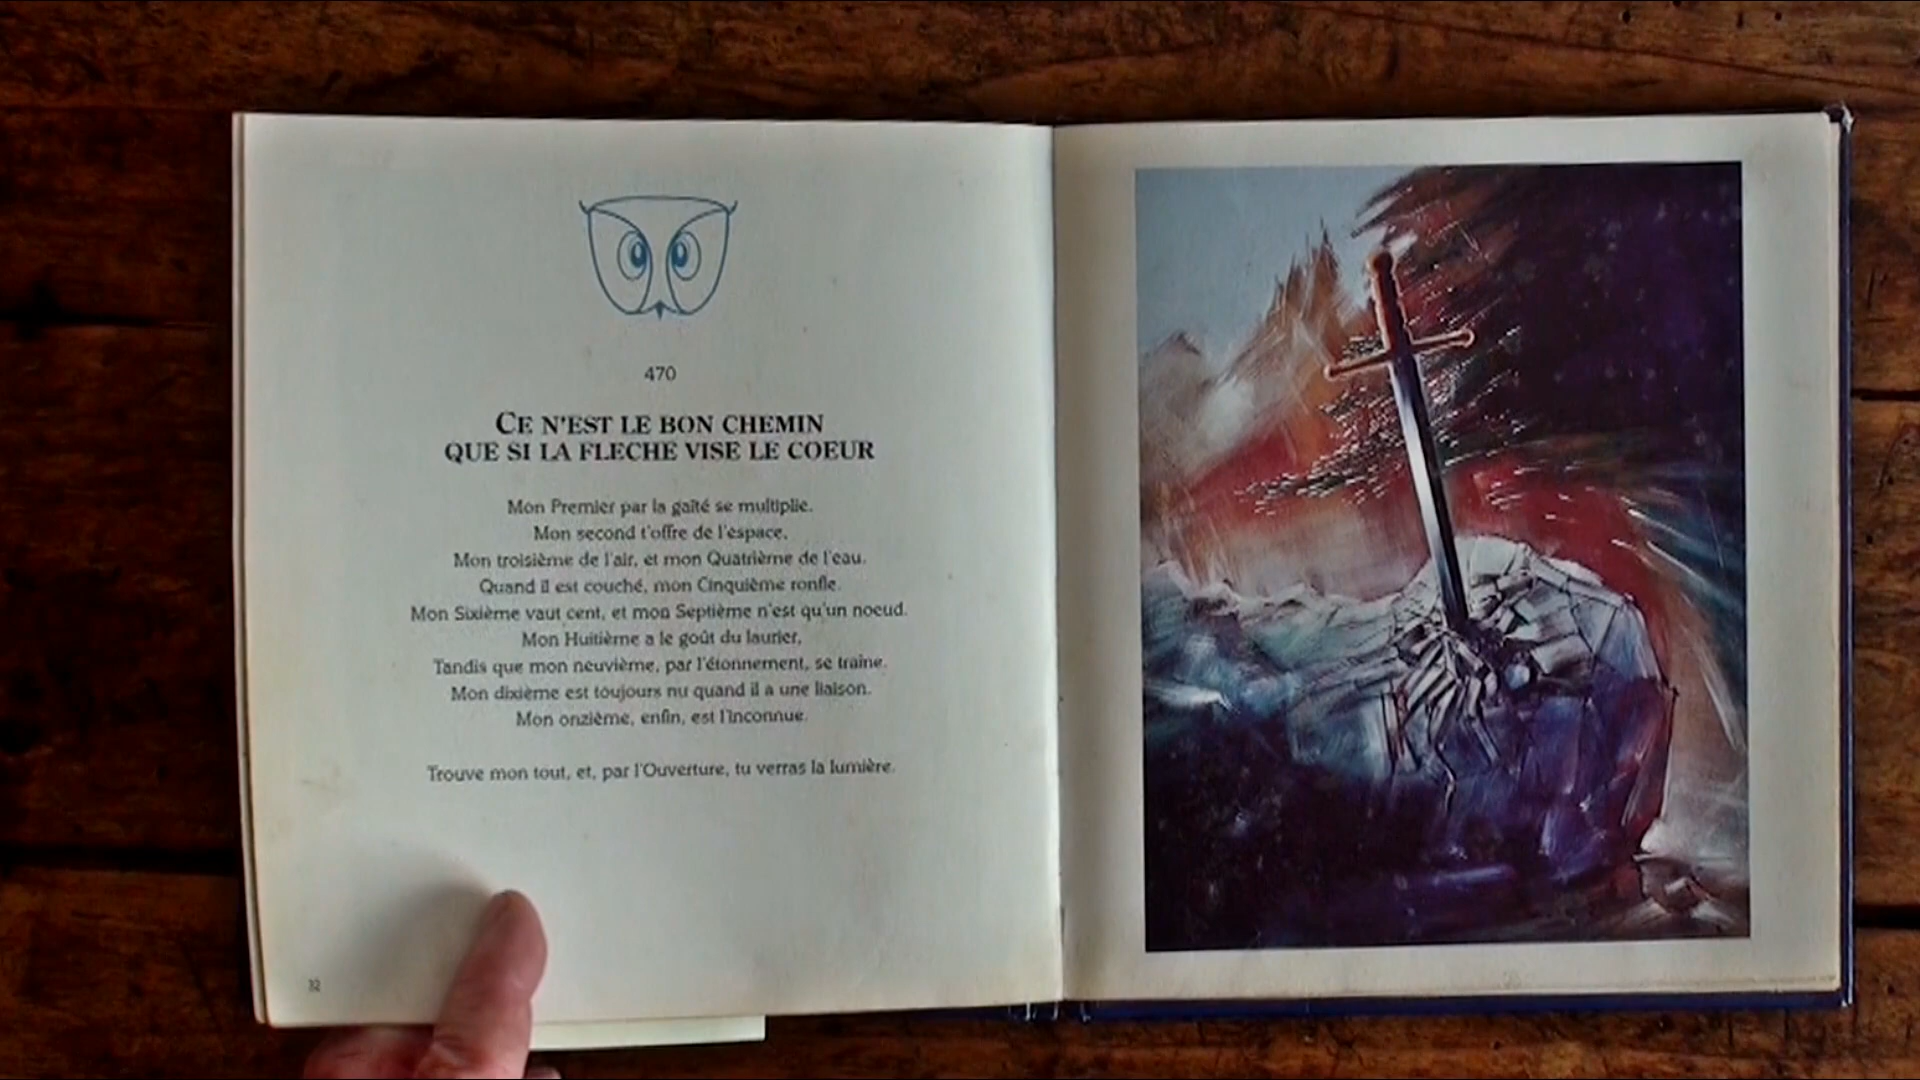 470
CE N'EST LE BON CHEMIN
QUE SI LA FLECHE VISE LE COEUR
Mon Premier par la gaîté se multiplie.
Mon second t'offre de l'espace,
Mon troisième de l'air, et mon Quatrième de l'eau.
Quand il est couché, mon Cinquième ronfle.
Mon Sixième vaut cent, et mon Septième n'est qu'un noeud.
Mon Huitième a le goût du laurier,
Tandis que mon neuvième, par l'étonnement, se traîne.
Mon dixième est toujours nu quand il a une liaison.
Mon onzième, enfin, est l'Inconnue.
Trouve mon tout, et, par l'Ouverture, tu verras la lumière.
32